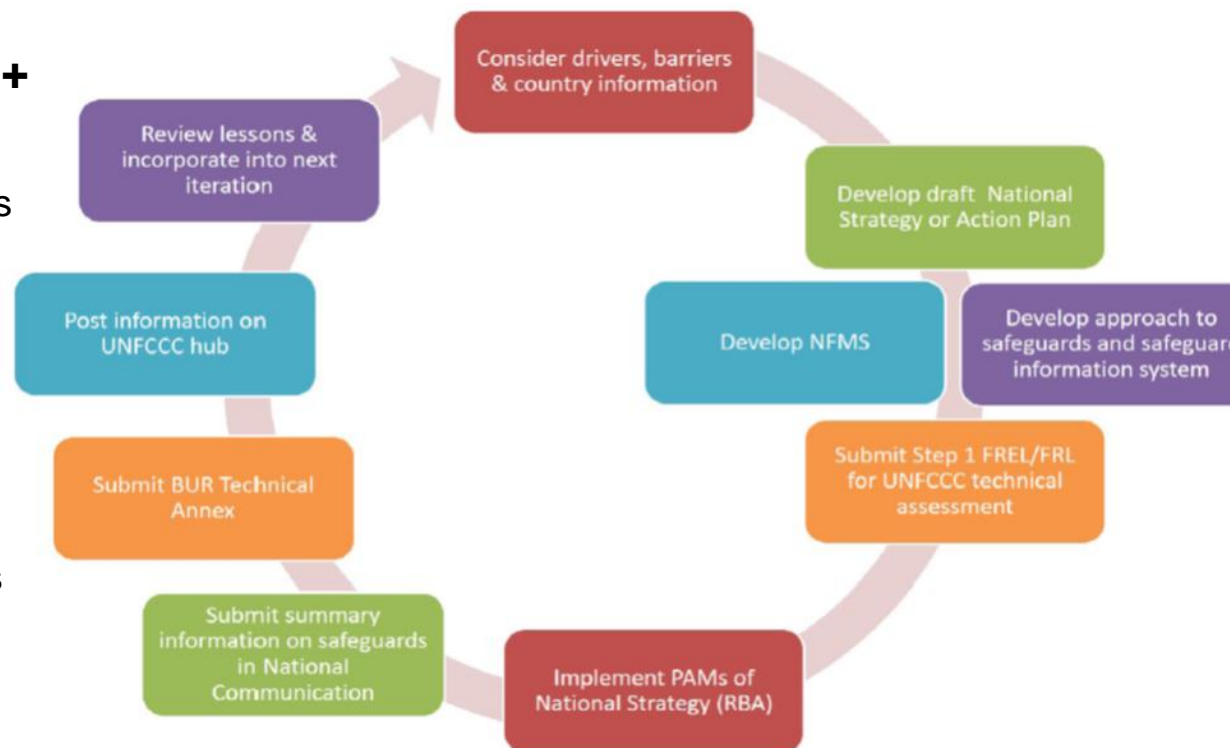 +
s
s
Consider drivers, barriers
& country information
Develop draft National
Strategy or Action Plan
Develop NFMS
Develop approach to
safeguards and safeguar
information system
Submit Step 1 FREL/FRL
for UNFCCC technical
assessment
Implement PAMs of
National Strategy (RBA)
Submit summary
information on safeguards
in National
Communication
Submit BUR Technical
Annex
Post information on
UNFCCC hub
Review lessons &
incorporate into next
iteration